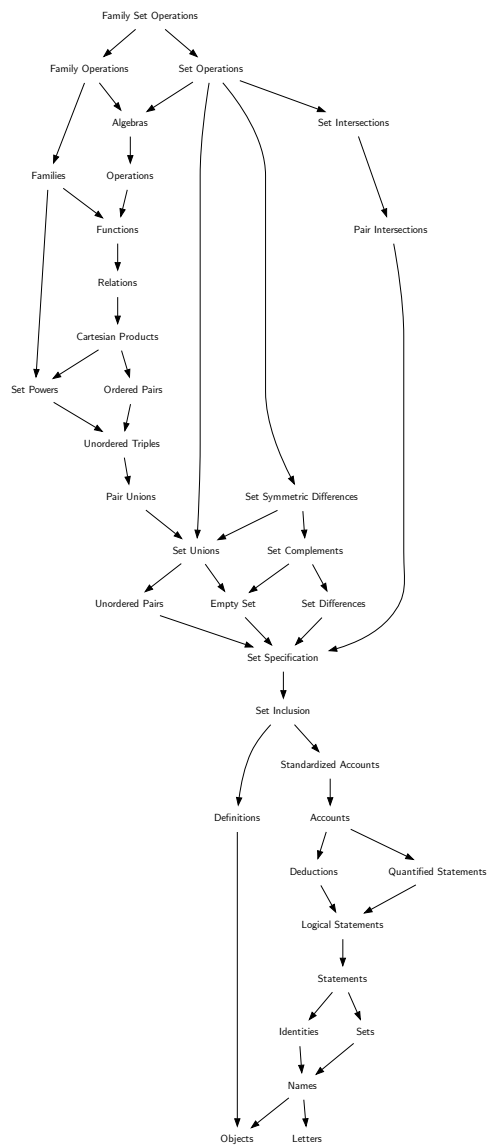 Family Set Operations
Family Operations
Set Operations
Algebras
Set Intersections
Families
Operations
Functions
Pair Intersections
Relations
Cartesian Products
Set Powers
Ordered Pairs
Unordered Triples
Pair Unions
Set Symmetric Differences
Set Unions
Set Complements
Unordered Pairs
Empty Set
Set Differences
Set Specification
Set Inclusion
Standardized Accounts
Definitions
Accounts
Deductions
Quantified Statements
Logical Statements
Statements
Identities
Sets
Names
Objects
Letters